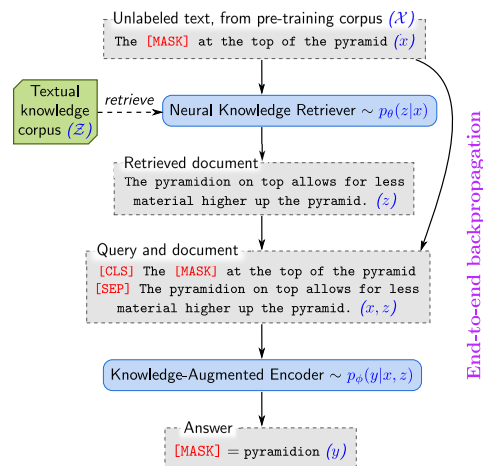 Unlabeled text, from pre-training corpus (𝒳)
The [MASK] at the top of the pyramid (x)
Textual
knowledge
corpus (𝒵)
retrieve
Neural Knowledge Retriever ∼ pθ(z|x)
Retrieved document
The pyramidion on top allows for less
material higher up the pyramid. (z)
Query and document
[CLS] The [MASK] at the top of the pyramid
[SEP] The pyramidion on top allows for less
material higher up the pyramid. (x, z)
Knowledge-Augmented Encoder ∼ pϕ(y|x, z)
Answer
[MASK] = pyramidion (y)
End-to-end backpropagation